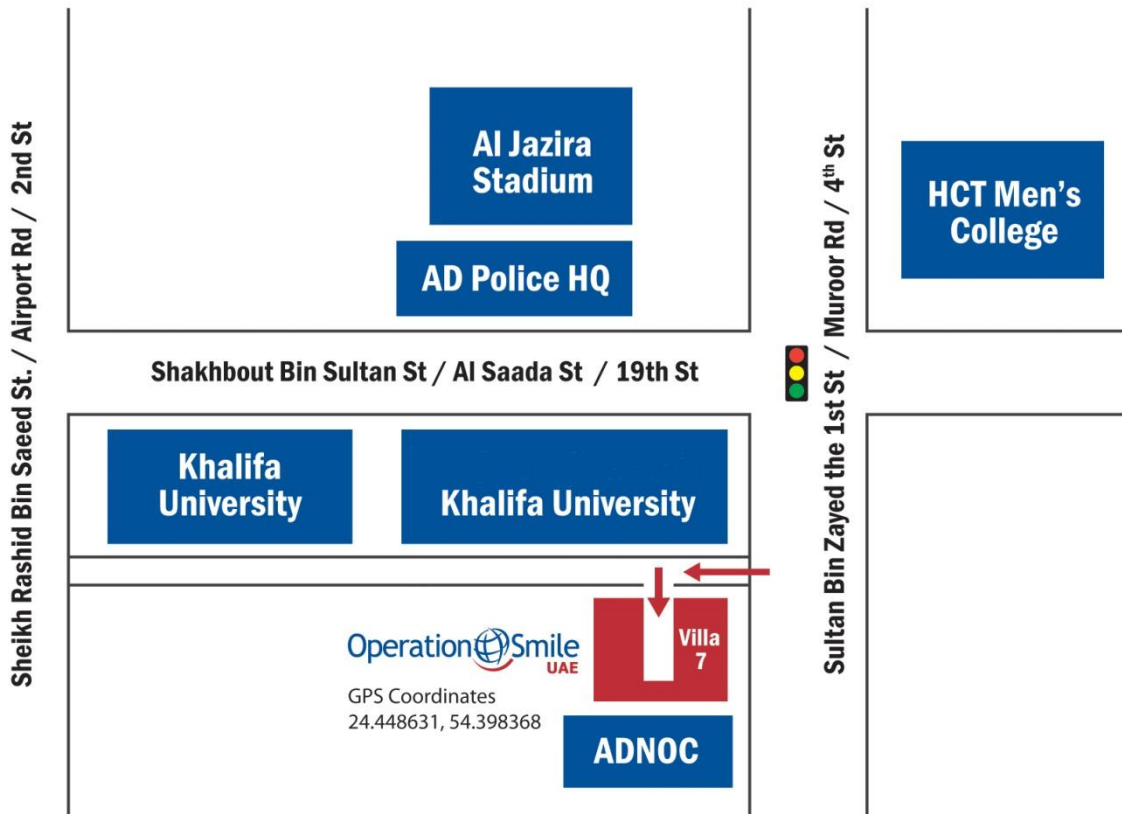 Sheikh Rashid Bin Saeed St. / Airport Rd / 2nd St
Al Jazira
Stadium
AD Police HQ
Sultan Bin Zayed the 1st St / Muroor Rd / 4th St
HCT Men's
College
Shakhbout Bin Sultan St / Al Saada St / 19th St
Khalifa
University
Khalifa University
Operation Smile
UAE
GPS Coordinates
24.448631, 54.398368
Villa
7
ADNOC